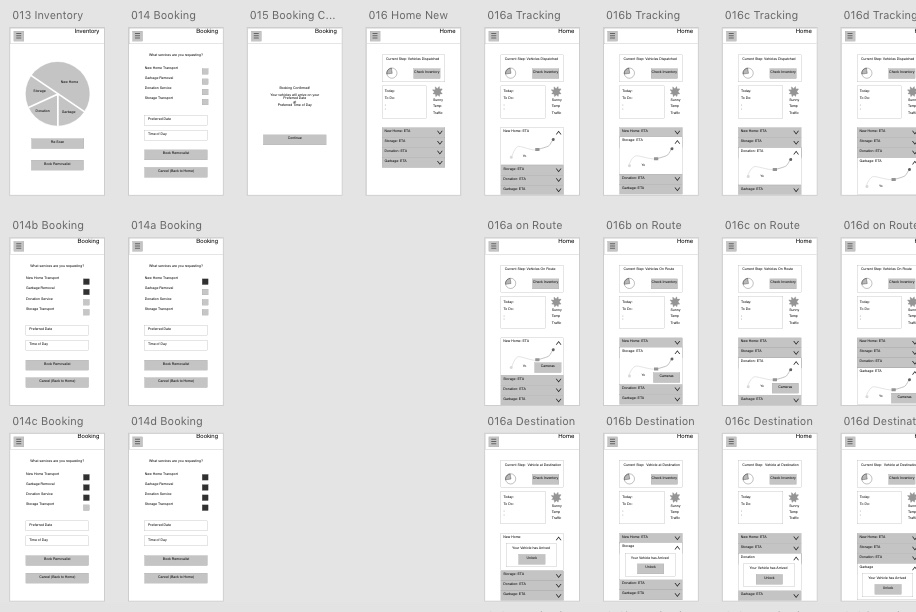 013 Inventory
014 Booking
015 Booking C...
016 Home New
016a Tracking
016b Tracking
016c Tracking
016d Tracking
Inventory
New Home
Storage
Donation
Garbage
Re-Scan
Book Removable
Booking
What services are you requesting?
New Home Transport
Garbage Removal
Donation Service
Storage Transport
Preferred Date
Time of Day
Book Removable
Cancel (Back to Home)
Booking
Booking Confirmed!
Your vehicles will arrive on your
Preferred Date
Preferred Time of Day
Continue
Home
Current Step: Vehicles Dispatched
Check Inventory
Today:
To Do:
Sunny
Temp
Traffic
New Home: ETA
Storage: ETA
Donation: ETA
Garbage: ETA
Home
Current Step: Vehicles Dispatched
Check Inventory
Today:
To Do:
Sunny
Temp
Traffic
New Home: ETA
Storage: ETA
Donation: ETA
Garbage: ETA
Home
Current Step: Vehicles Dispatched
Check Inventory
Today:
To Do:
Sunny
Temp
Traffic
New Home: ETA
Storage: ETA
Donation: ETA
Garbage: ETA
Home
Current Step: Vehicles Dispatched
Check Inventory
Today:
To Do:
Sunny
Temp
Traffic
New Home: ETA
Storage: ETA
Donation: ETA
Garbage: ETA
Current Step: Vehicles Dispatched
Check Inventory
Today:
To Do:
Sunny
Temp
Traffic
New Home: ETA
Storage: ETA
Donation: ETA
Garbage: ETA
014b Booking
014a Booking
016a on Route
016b on Route
016c on Route
016d on Route
Booking
What services are you requesting?
New Home Transport
Garbage Removal
Donation Service
Storage Transport
Preferred Date
Time of Day
Book Removable
Cancel (Back to Home)
Booking
What services are you requesting?
New Home Transport
Garbage Removal
Donation Service
Storage Transport
Preferred Date
Time of Day
Book Removable
Cancel (Back to Home)
Home
Current Step: Vehicles On Route
Check Inventory
Today:
To Do:
Sunny
Temp
Traffic
New Home: ETA
Cameras
Storage: ETA
Donation: ETA
Garbage: ETA
Home
Current Step: Vehicles On Route
Check Inventory
Today:
To Do:
Sunny
Temp
Traffic
New Home: ETA
Storage: ETA
Cameras
Donation: ETA
Garbage: ETA
Home
Current Step: Vehicles On Route
Check Inventory
Today:
To Do:
Sunny
Temp
Traffic
New Home: ETA
Storage: ETA
Donation: ETA
Cameras
Garbage: ETA
Current Step: Vehicles On Route
Check Inventory
Today:
To Do:
Sunny
Temp
Traffic
New Home: ETA
Storage: ETA
Donation: ETA
Garbage: ETA
Cameras
014c Booking
014d Booking
016a Destination
016b Destination
016c Destination
016d Destinat
Booking
What services are you requesting?
New Home Transport
Garbage Removal
Donation Service
Storage Transport
Preferred Date
Time of Day
Book Removable
Cancel (Back to Home)
Booking
What services are you requesting?
New Home Transport
Garbage Removal
Donation Service
Storage Transport
Preferred Date
Time of Day
Book Removable
Cancel (Back to Home)
Home
Current Step: Vehicle at Destination
Check Inventory
Today:
To Do:
Sunny
Temp
Traffic
New Home
Your Vehicle has Arrived
Unlock
Storage: ETA
Donation: ETA
Garbage: ETA
Home
Current Step: Vehicle at Destination
Check Inventory
Today:
To Do:
Sunny
Temp
Traffic
New Home: ETA
Storage
Your Vehicle has Arrived
Unlock
Donation: ETA
Garbage: ETA
Home
Current Step: Vehicle at Destination
Check Inventory
Today:
To Do:
Sunny
Temp
Traffic
New Home: ETA
Storage: ETA
Donation
Your Vehicle has Arrived
Unlock
Garbage: ETA
Current Step: Vehicle at Destination
Check Inventory
Today:
To Do:
Sunny
Temp
Traffic
New Home: ETA
Storage: ETA
Donation: ETA
Garbage
Your Vehicle has Arrived
Unlock